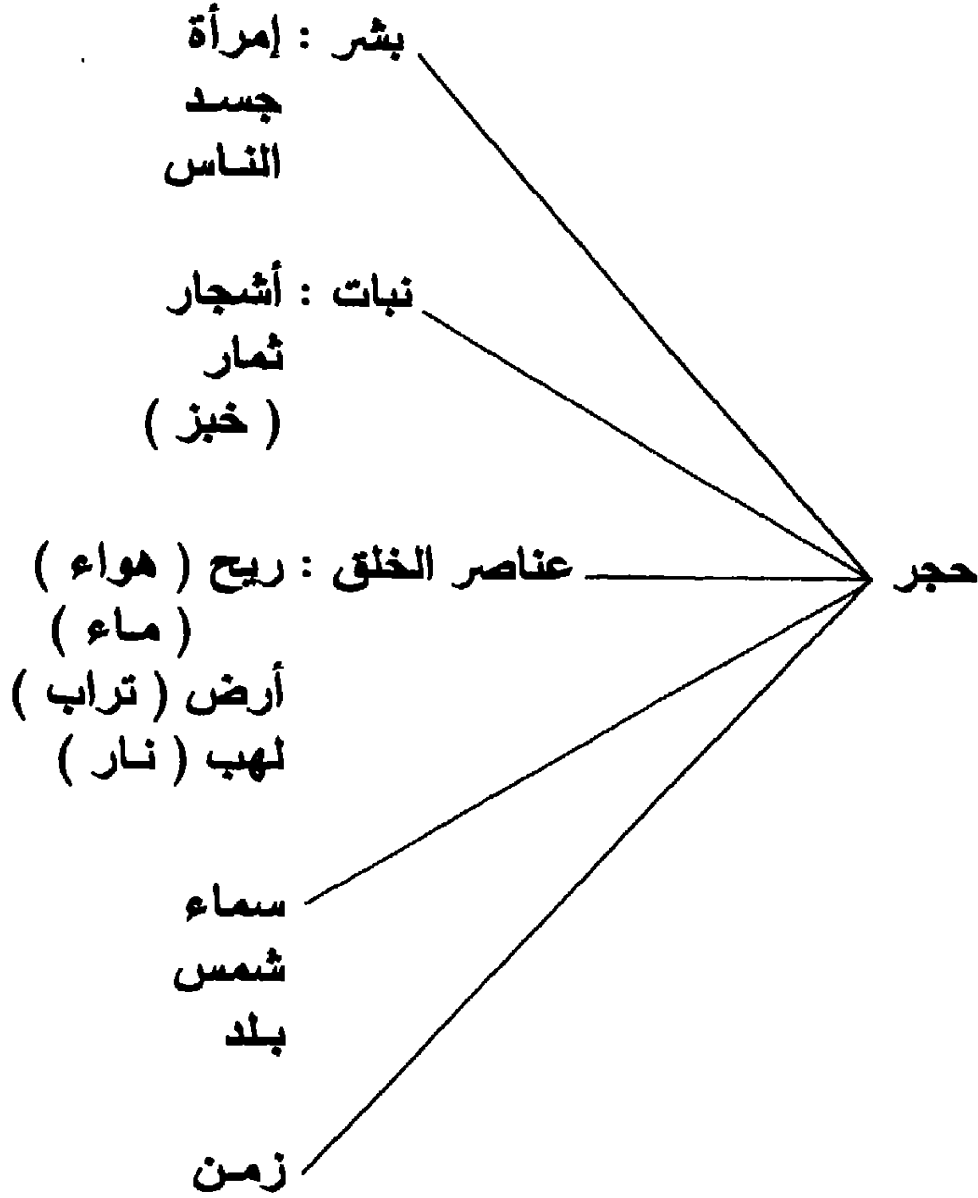 بشر : إمرأة
جسد
الناس
نبات : أشجار
ثمار
( خبز )
حجر
عناصر الخلق : ريح ( هواء )
( ماء )
أرض ( تراب )
لهب ( نار )
سماء
شمس
بلد
زمن